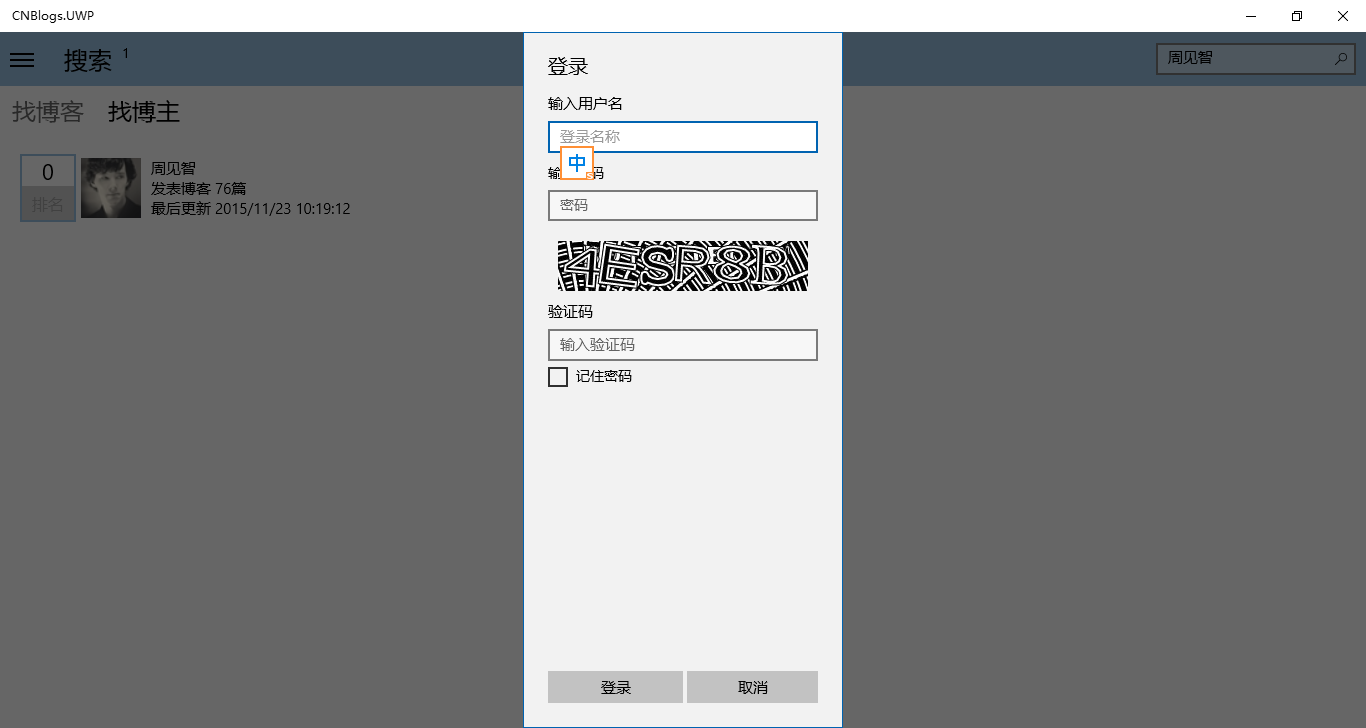 CNBlogs.UWP
搜索 1
周见智
找博客 找博主
0
排名
周见智
发表博客 76篇
最后更新 2015/11/23 10:19:12
登录
输入用户名
登录名称
中
输 码
密码
4ESR8B
验证码
输入验证码
记住密码
登录 取消